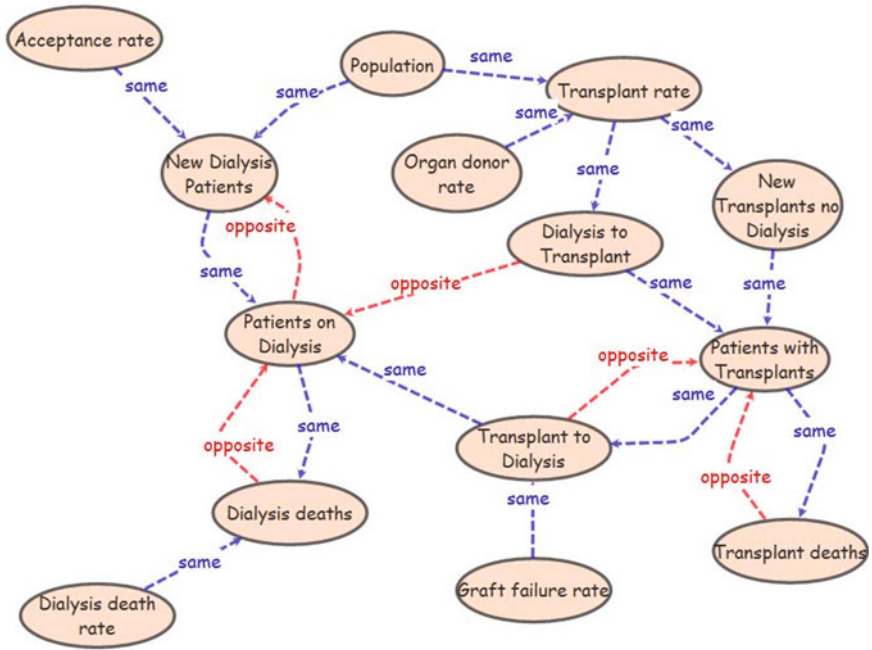 Acceptance rate
Population
same
Transplant rate
same
same
same
same
New Dialysis
Patients
Organ donor
rate
same
New
Transplants no
Dialysis
opposite
Dialysis to
Transplant
same
opposite
same
same
Patients on
Dialysis
opposite
Patients with
Transplants
same
same
opposite
same
Transplant to
Dialysis
same
opposite
same
Dialysis deaths
Transplant deaths
same
Graft failure rate
Dialysis death
rate